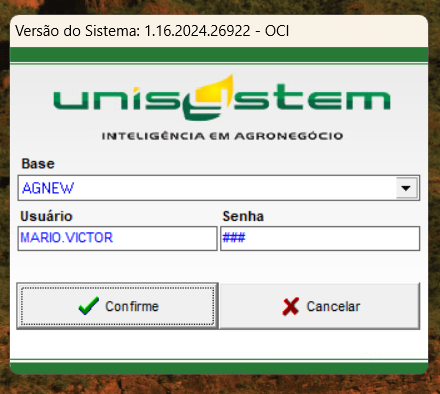 Versão do Sistema: 1.16.2024.26922 - OCI
unisystem
INTELIGÊNCIA EM AGRONEGÓCIO
Base
AGNEW
Usuário Senha
MARIO.VICTOR ###
Confirme Cancelar